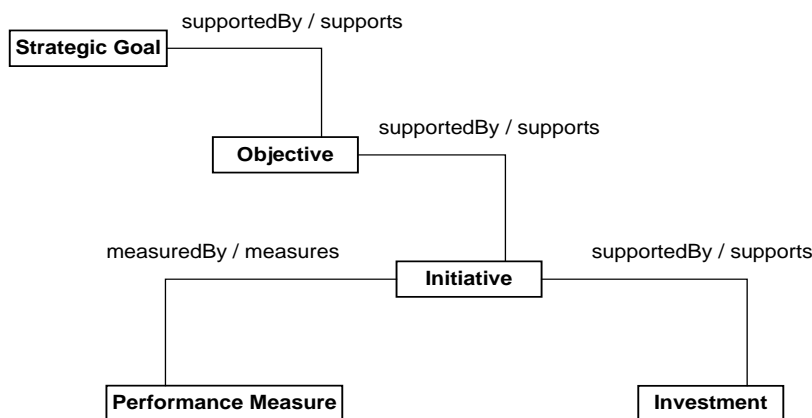 supportedBy / supports
Strategic Goal
supportedBy / supports
Objective
measuredBy / measures
supportedBy / supports
Initiative
Performance Measure
Investment